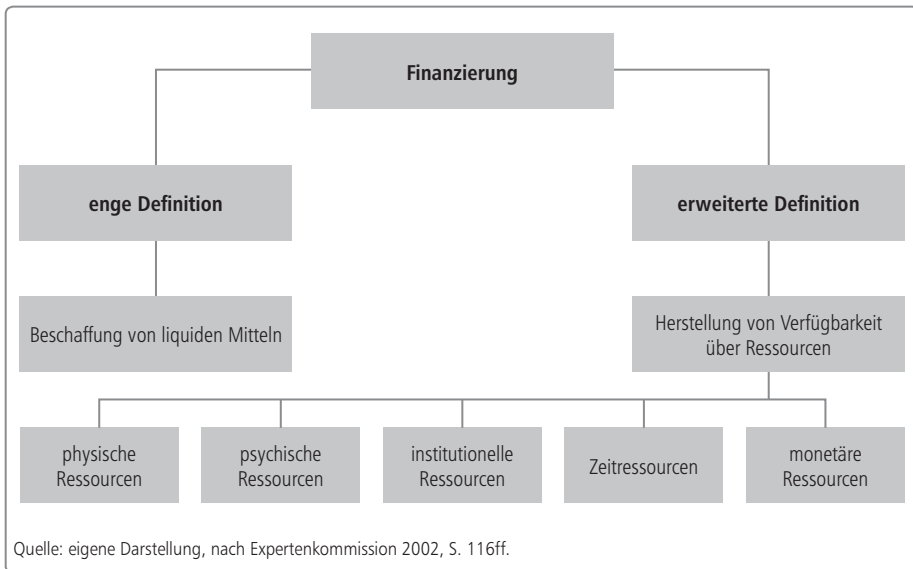 Finanzierung
enge Definition
erweiterte Definition
Beschaffung von liquiden Mitteln
Herstellung von Verfügbarkeit
über Ressourcen
physische
Ressourcen
psychische
Ressourcen
institutionelle
Ressourcen
Zeitressourcen
monetäre
Ressourcen
Quelle: eigene Darstellung, nach Expertenkommission 2002, S. 116ff.